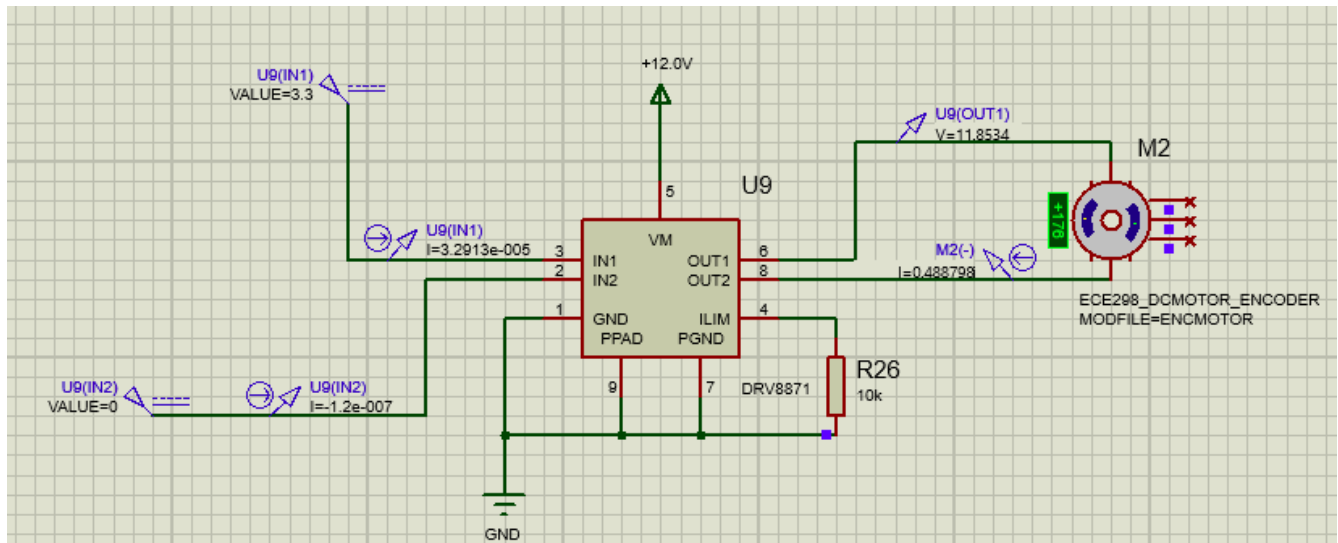 +12.0V
U9(IN1)
VALUE=3.3
U9(OUT1)
V=11.8534
M2
U9
5
VM
+176
U9(IN1)
I=3.2913e-005
3
IN1
OUT1
6
M2(-)
I=0.488798
2
IN2
OUT2
8
1
GND
ILIM
4
PPAD
PGND
ECE298_DCMOTOR_ENCODER
MODFILE=ENCMOTOR
U9(IN2)
VALUE=0
U9(IN2)
I=-1.2e-007
9
7
DRV8871
R26
10k
GND